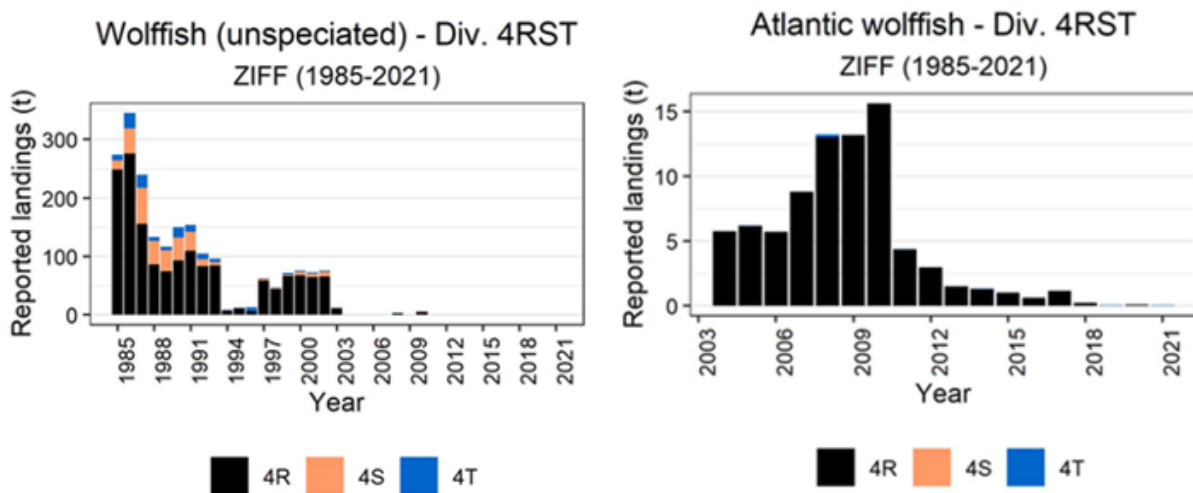 Wolffish (unspeciated) - Div. 4RST
ZIFF (1985-2021)
Reported landings (t)
300
200
100
0
1985
1988
1991
1994
1997
2000
2003
2006
2009
2012
2015
2018
2021
Year
4R 4S 4T
Atlantic wolffish - Div. 4RST
ZIFF (1985-2021)
Reported landings (t)
15
10
5
0
2003
2006
2009
2012
2015
2018
2021
Year
4R 4S 4T